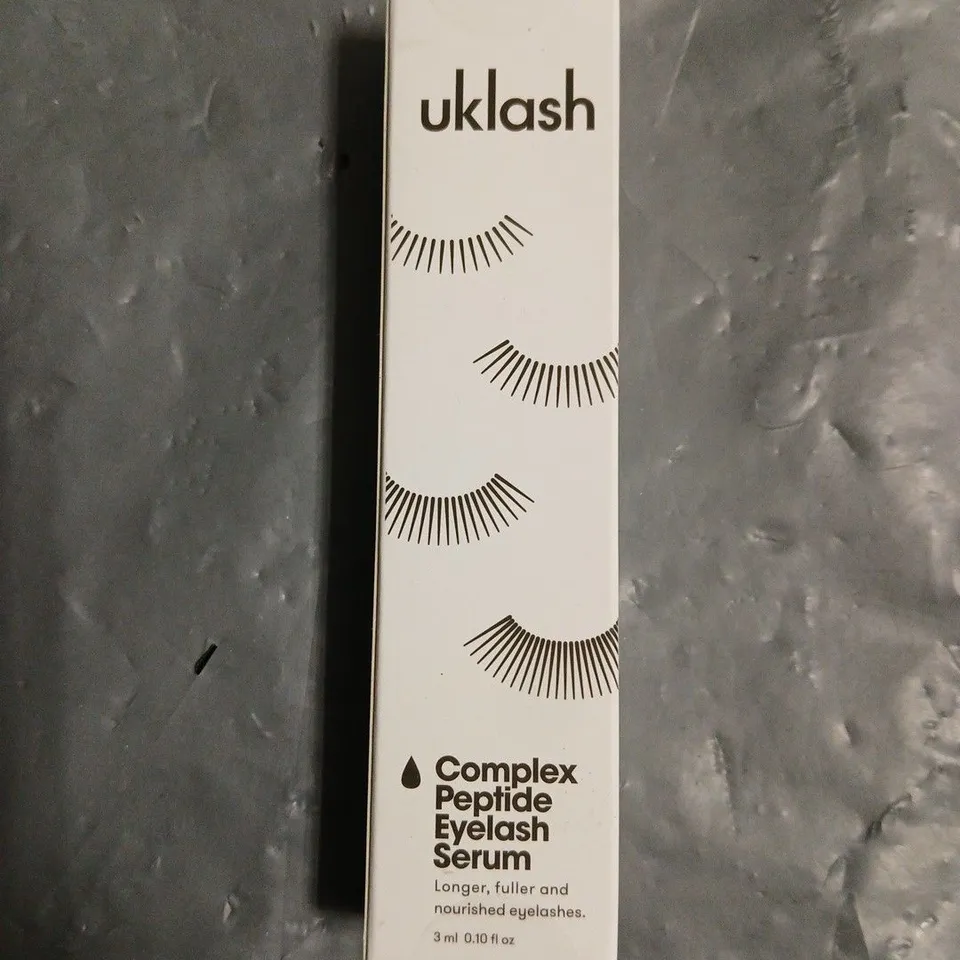 uklash
Complex
Peptide
Eyelash
Serum
Longer, fuller and
nourished eyelashes.
3 ml 0.10 fl oz